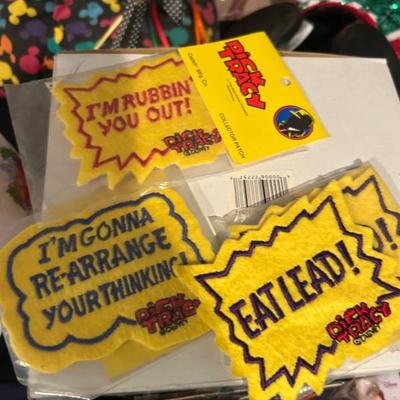 DICK
TRACY
COLLECTOR PATCH
I'M RUBBIN'
YOU OUT!
DICK
TRACY
I'M GONNA
RE-ARRANGE
YOUR THINKING!
DICK
TRACY
EAT LEAD!
DICK
TRACY
!!